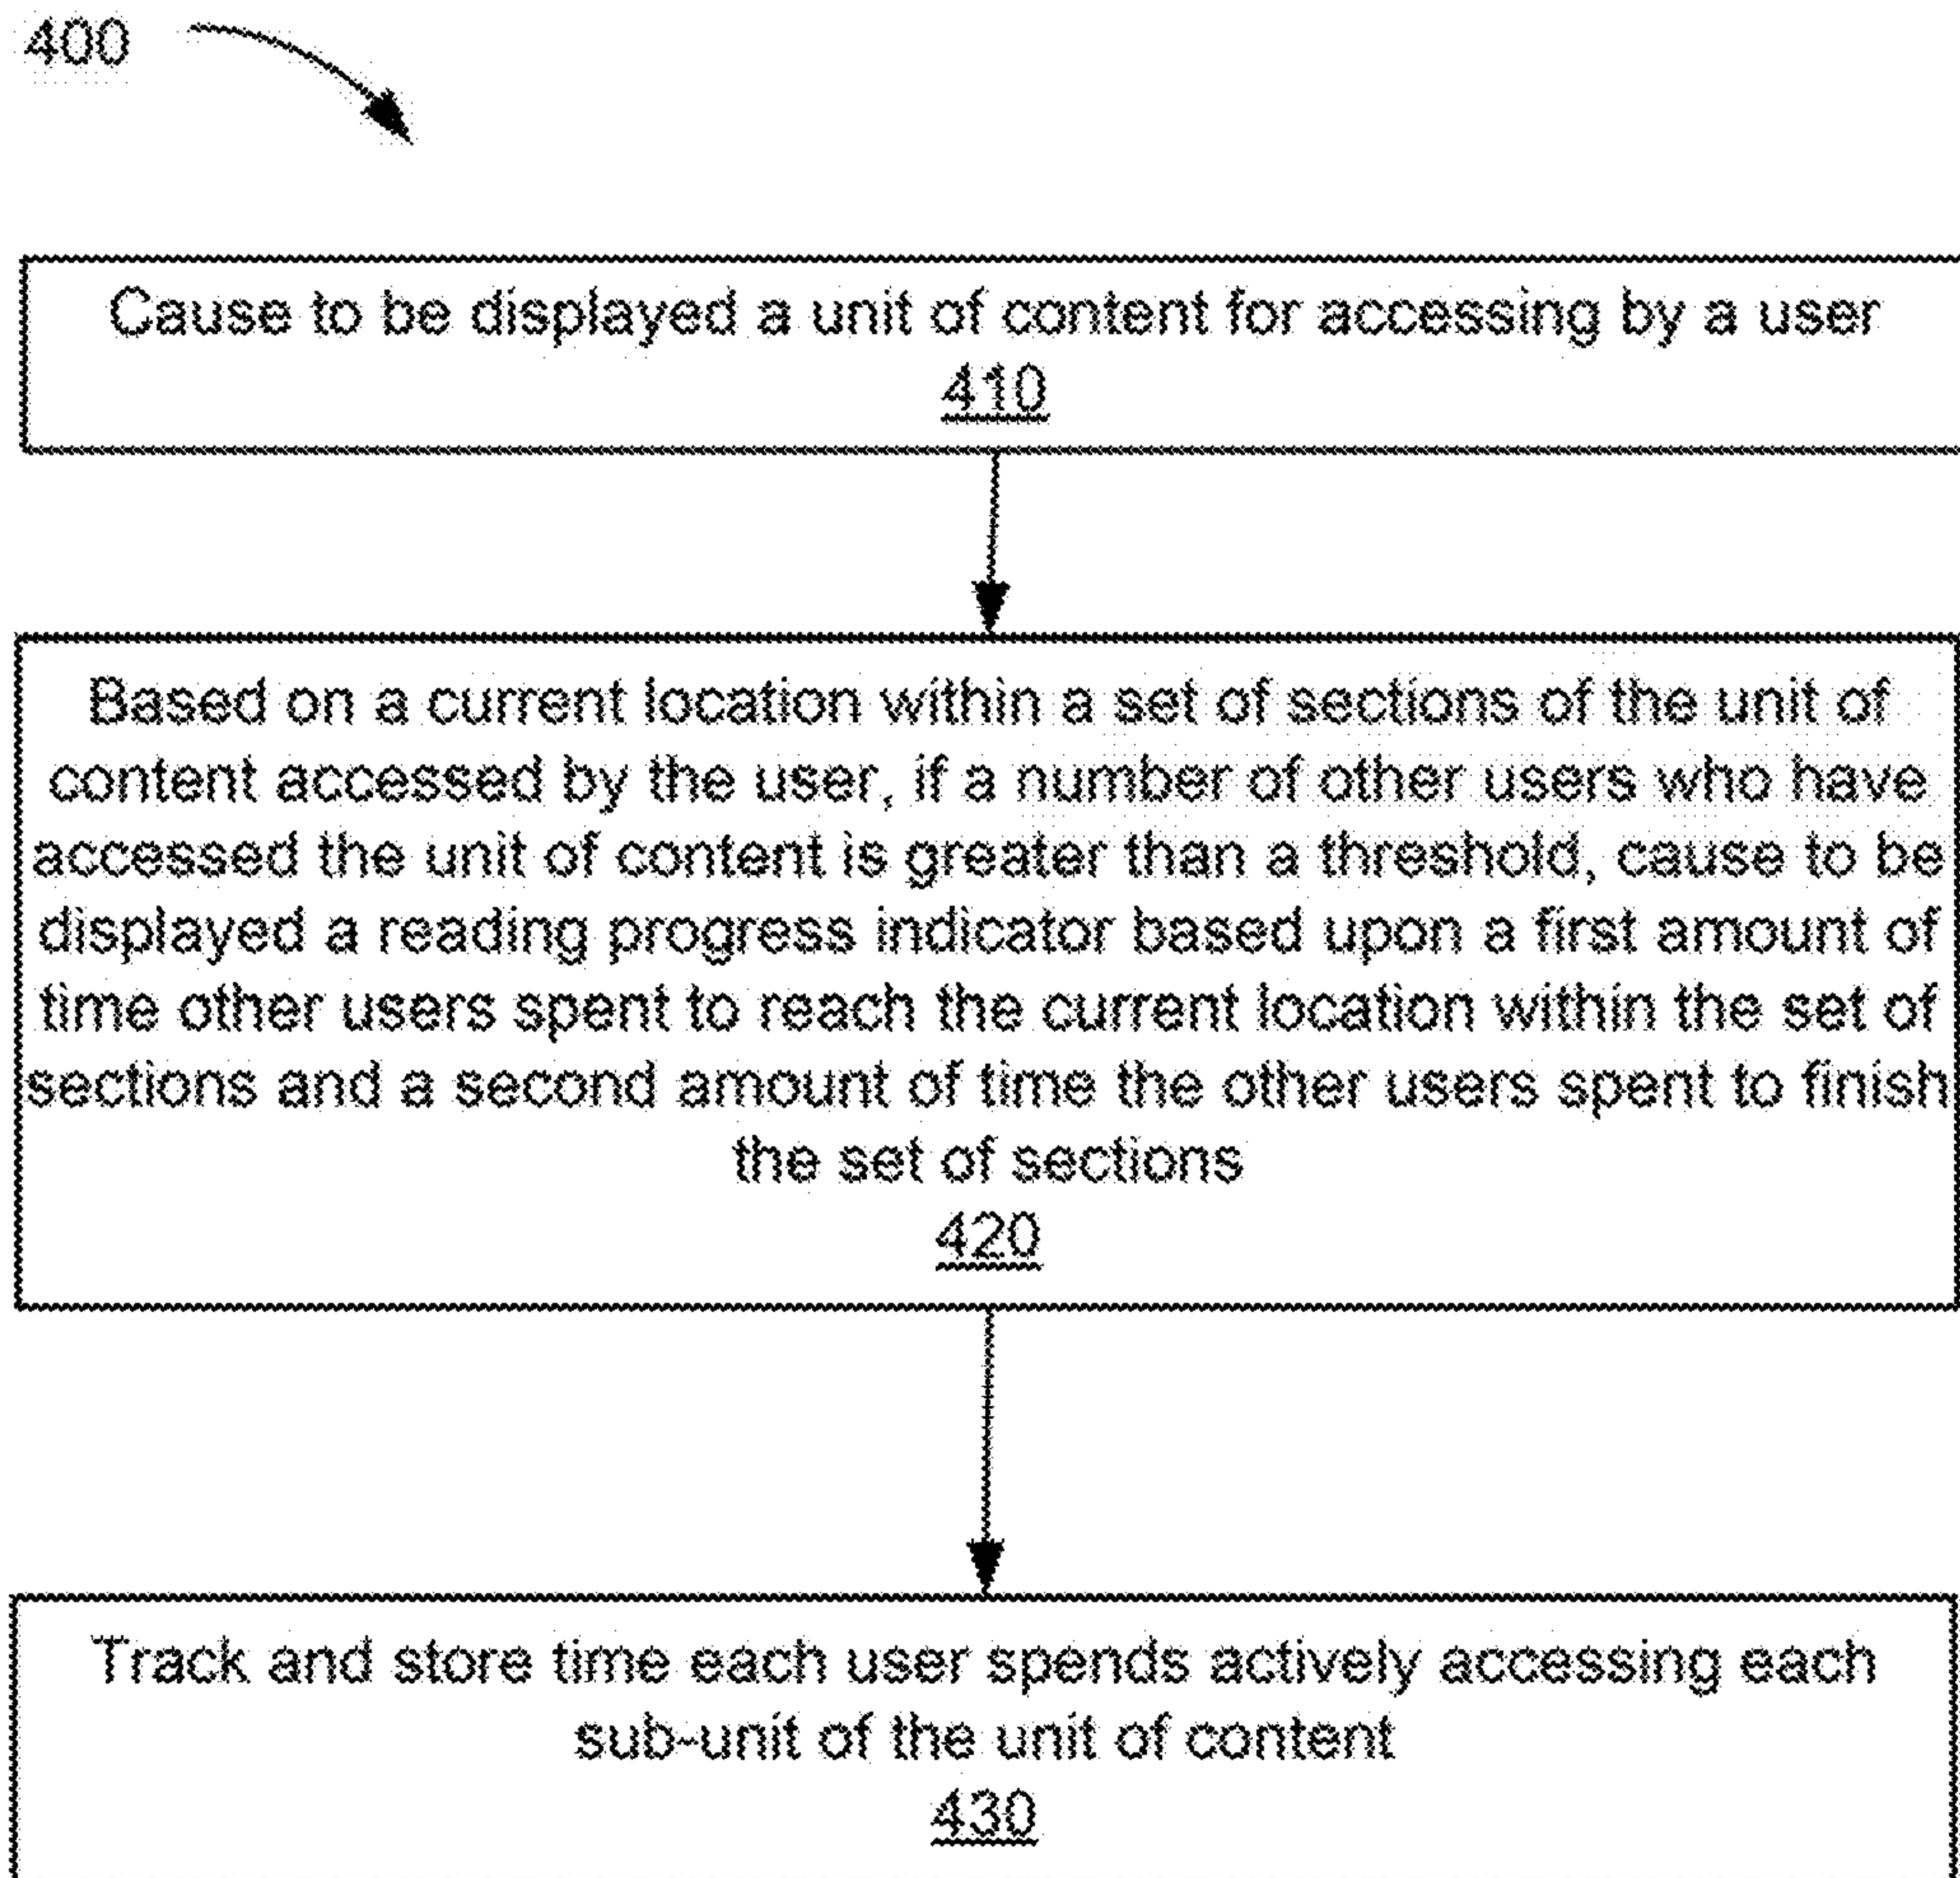 400
Cause to be displayed a unit of content for accessing by a user
410
Based on a current location within a set of sections of the unit of
content accessed by the user, if a number of other users who have
accessed the unit of content is greater than a threshold, cause to be
displayed a reading progress indicator based upon a first amount of
time other users spent to reach the current location within the set of
sections and a second amount of time the other users spent to finish
the set of sections
420
Track and store time each user spends actively accessing each
sub-unit of the unit of content
430